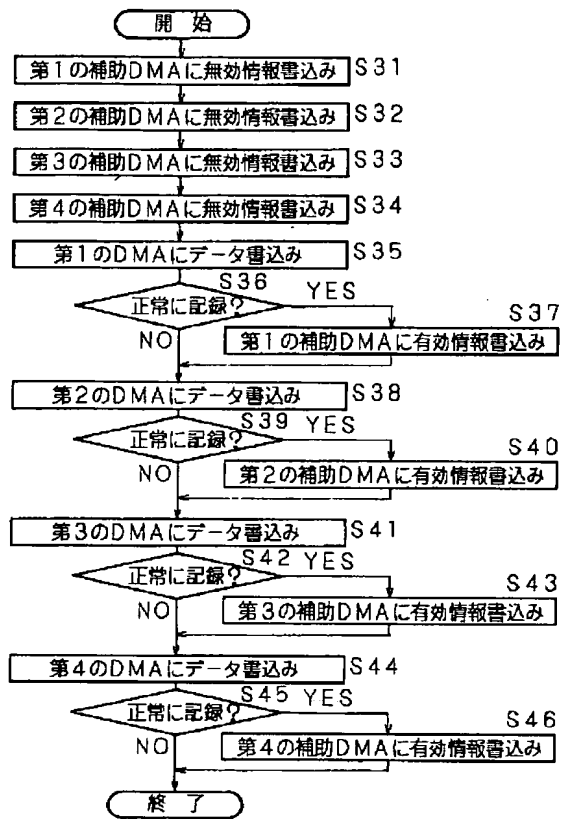 開 始
第1の補助DMAに無効情報書込み S31
第2の補助DMAに無効情報書込み S32
第3の補助DMAに無効情報書込み S33
第4の補助DMAに無効情報書込み S34
第1のDMAにデータ書込み S35
S36
正常に記録? YES
S37
NO 第1の補助DMAに有効情報書込み
第2のDMAにデータ書込み S38
S39
正常に記録? YES
S40
NO 第2の補助DMAに有効情報書込み
第3のDMAにデータ書込み S41
S42 YES
正常に記録?
S43
NO 第3の補助DMAに有効情報書込み
第4のDMAにデータ書込み S44
S45 YES
正常に記録?
S46
NO 第4の補助DMAに有効情報書込み
終 了